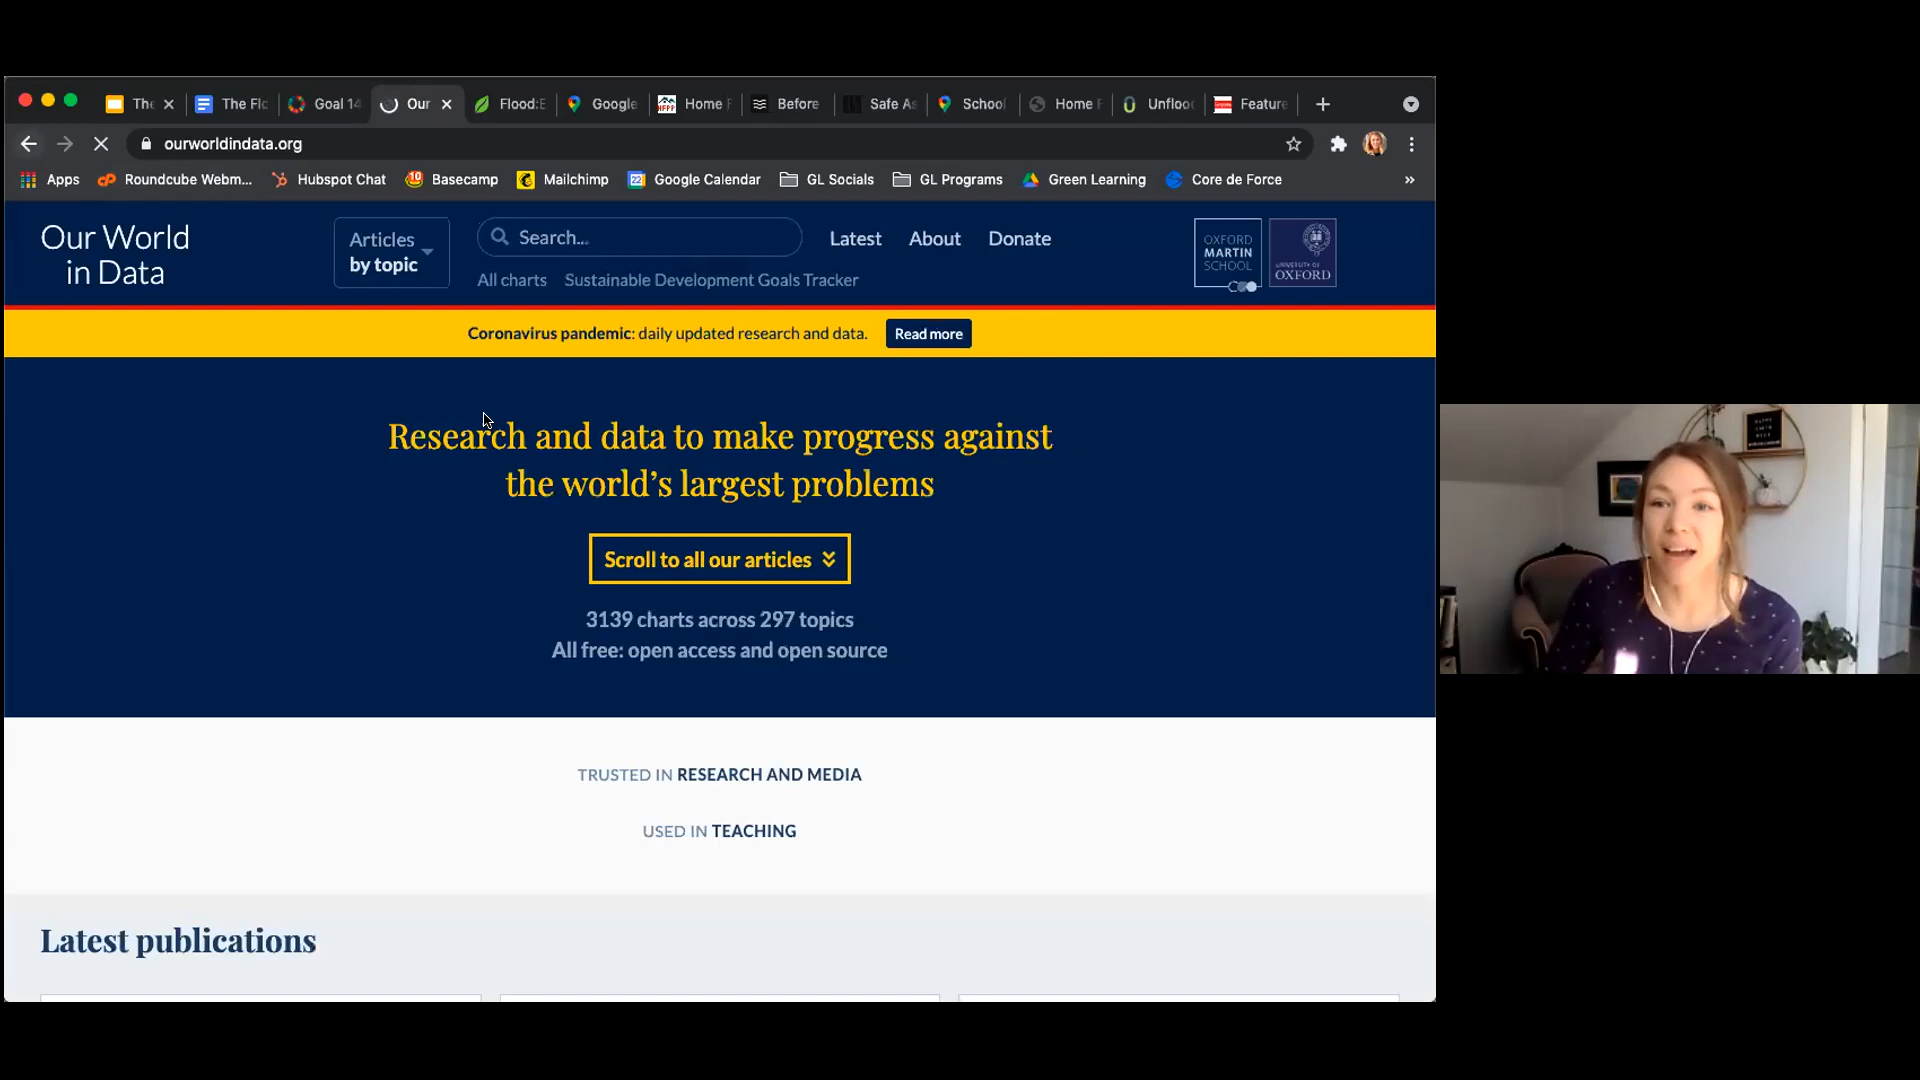 The
The Flo
Goal 14
Our
Flood:E
Google
Home F
Before
Safe As
School
Home F
Unfloo
Feature
ourworldindata.org
Apps
Roundcube Webm...
Hubspot Chat
10
Basecamp
Mailchimp
22
Google Calendar
GL Socials
GL Programs
Green Learning
Core de Force
»
Our World
in Data
Articles
by topic
Search...
Latest
About
Donate
All charts
Sustainable Development Goals Tracker
OXFORD
MARTIN
SCHOOL
UNIVERSITY OF
OXFORD
Coronavirus pandemic: daily updated research and data.
Read more
Research and data to make progress against
the world's largest problems
Scroll to all our articles
3139 charts across 297 topics
All free: open access and open source
TRUSTED IN RESEARCH AND MEDIA
USED IN TEACHING
Latest publications